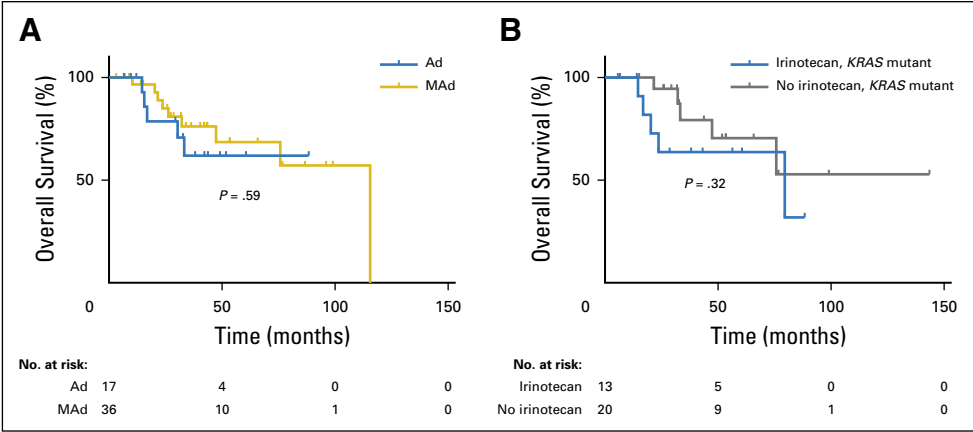 A
Overall Survival (%)
100
50
0
50
100
150
Time (months)
Ad
MAd
P = .59
No. at risk:
Ad 17 4 0 0
MAd 36 10 1 0
B
Overall Survival (%)
100
50
0
50
100
150
Time (months)
Irinotecan, KRAS mutant
No irinotecan, KRAS mutant
P = .32
No. at risk:
Irinotecan 13 5 0 0
No irinotecan 20 9 1 0